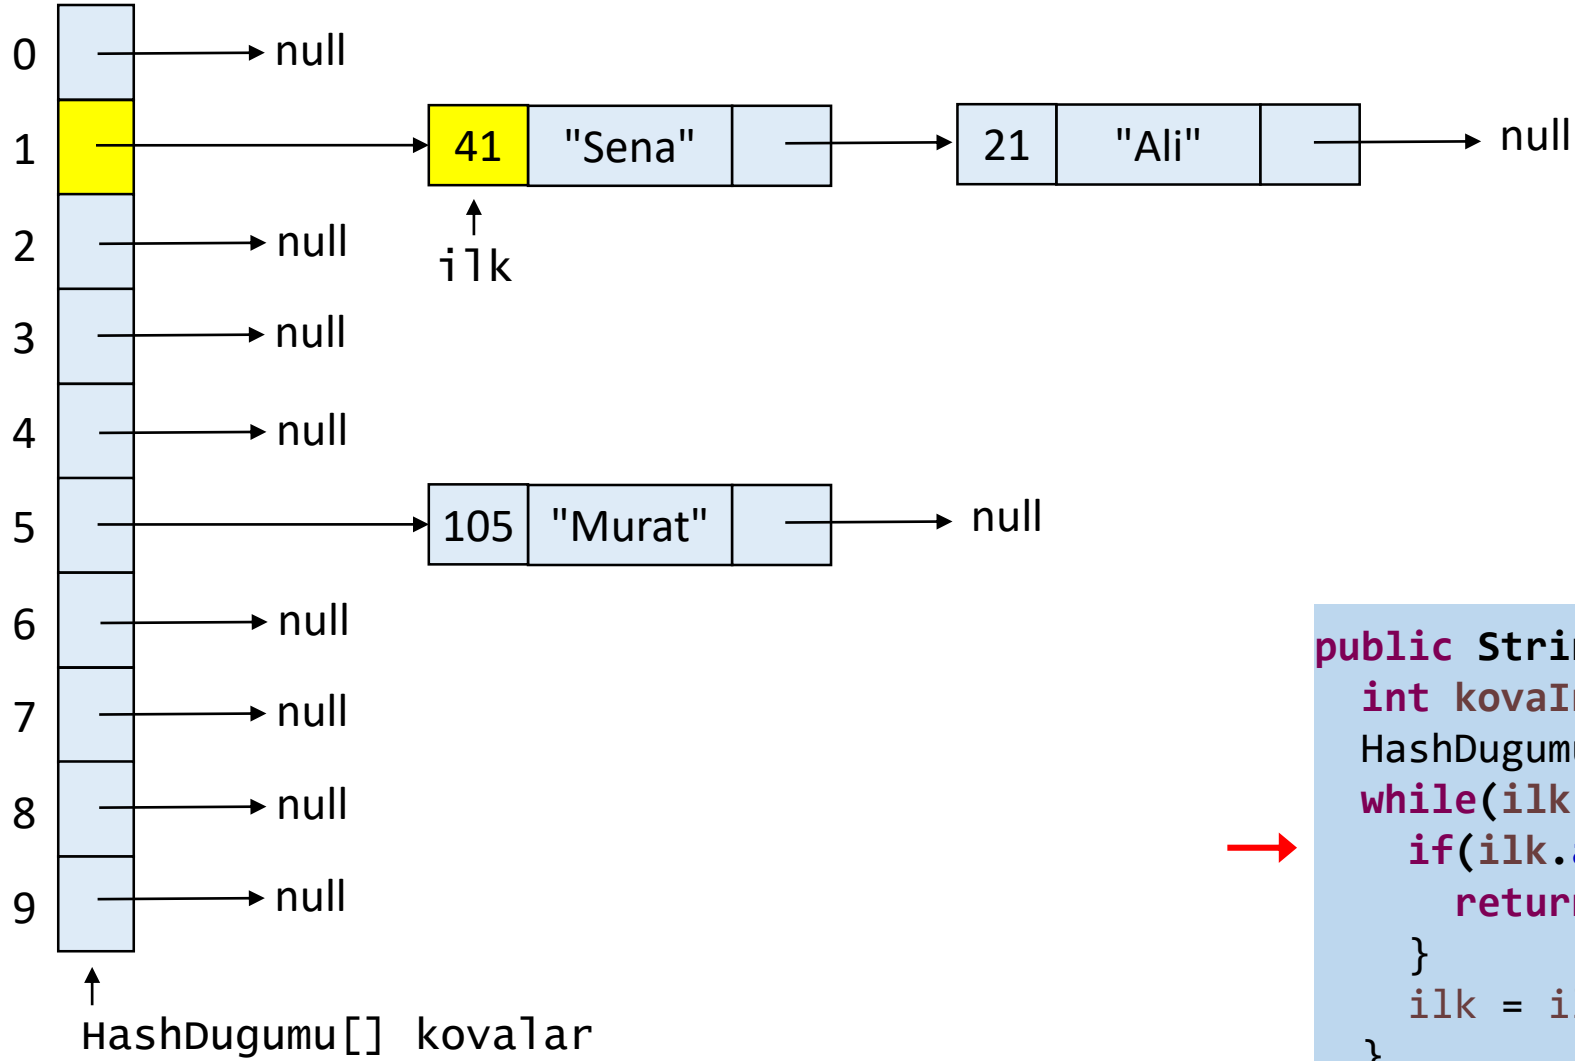 0 null
1 41 "Sena" 21 "Ali" null
ilk
2 null
3 null
4 null
5 105 "Murat" null
6 null
7 null
8 null
9 null
HashDugumu[] kovalar
public
int
while(ilk
if(ilk.
}
ilk =
}